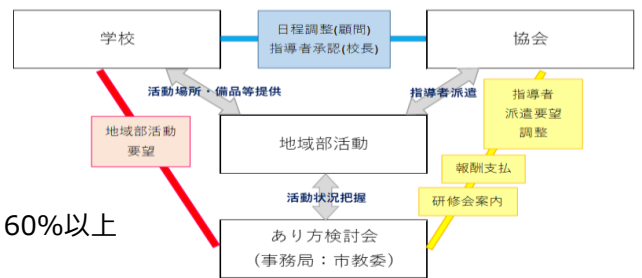 学校
日程調整(顧問)
指導者承認(校長)
協会
活動場所・備品等提供
指導者派遣
指導者
派遣要望
調整
地域部活動
要望
地域部活動
報酬支払
活動状況把握
研修会案内
60%以上
あり方検討会
(事務局:市教委)